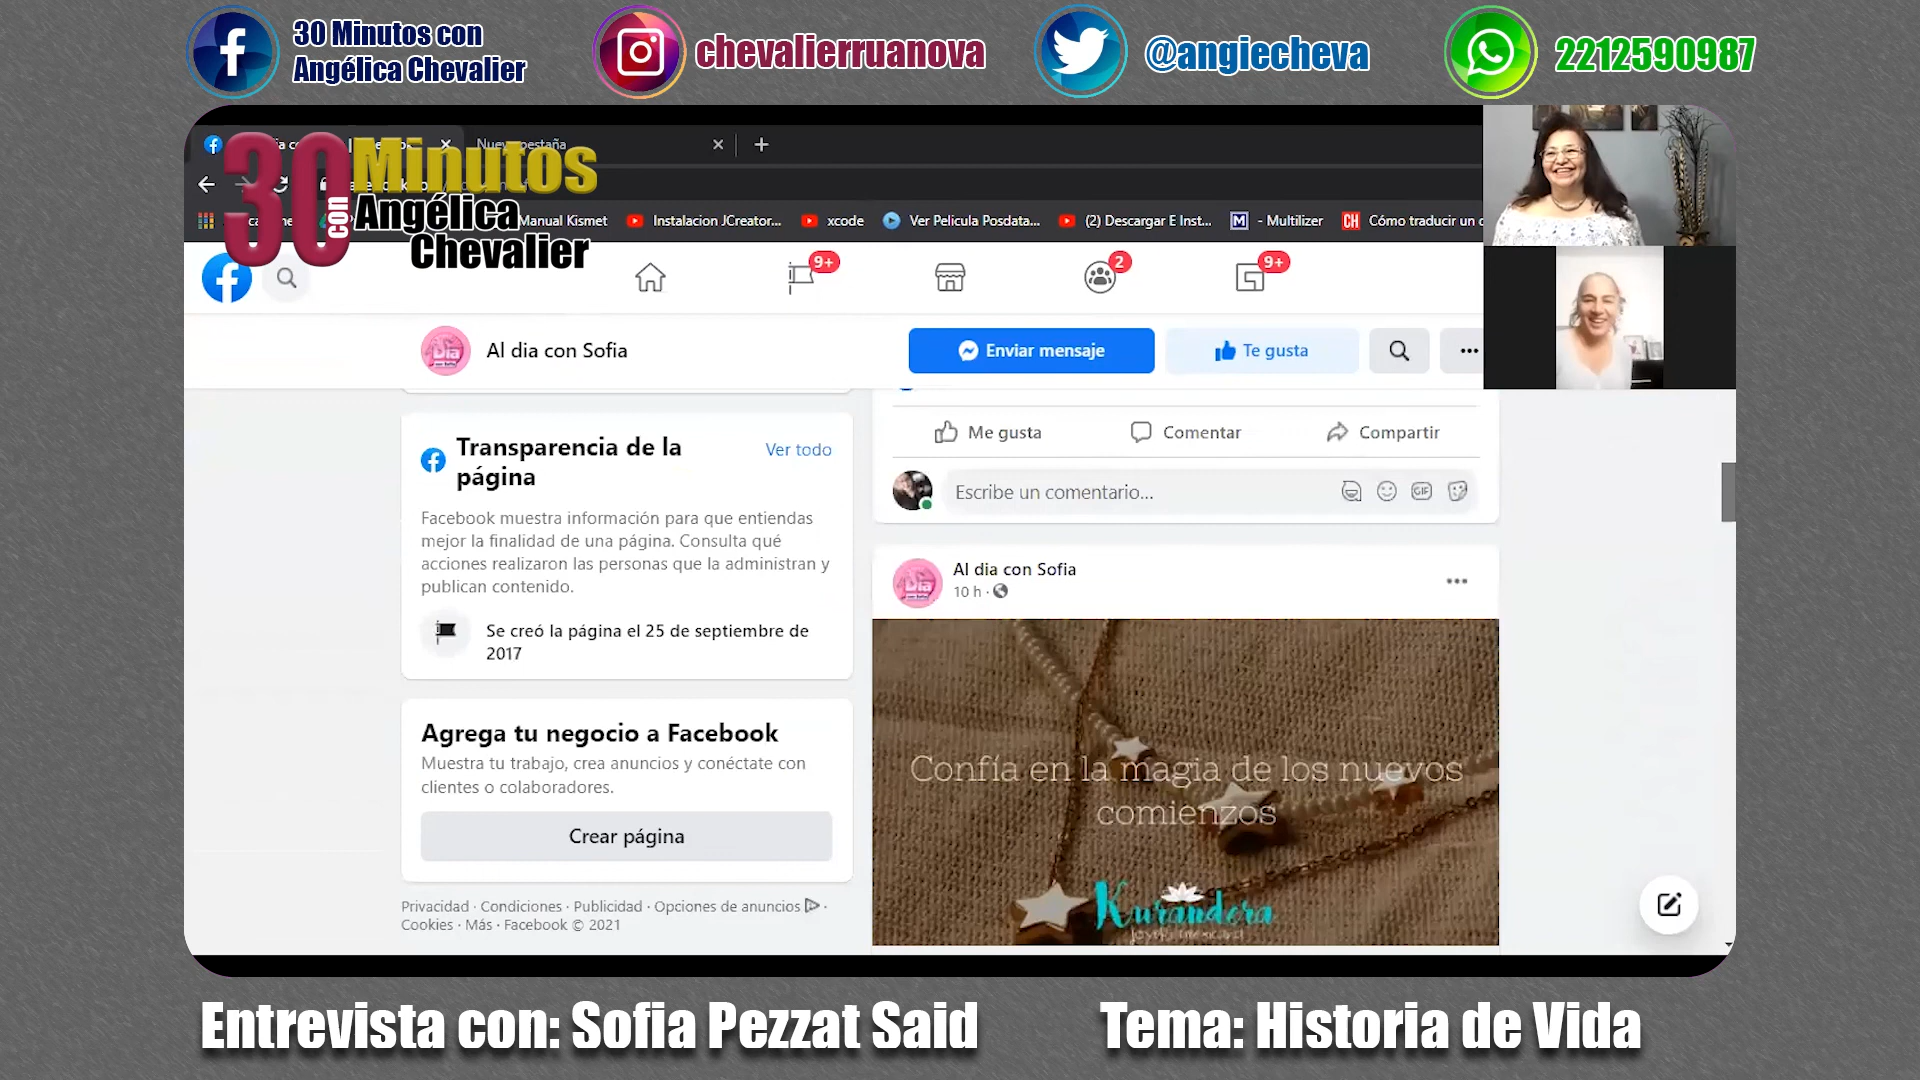 30 Minutos con
Angélica Chevalier
chevalierruanova
@angiecheva
2212590987
30 Minutos
con Angélica
Chevalier
Manual Kismet
Instalacion JCreator...
xcode
Ver Pelicula Posdata...
(2) Descargar E Inst...
- Multilizer
Cómo traducir un
9+
2
9+
Al dia con Sofia
Enviar mensaje
Te gusta
Transparencia de la
página
Ver todo
Facebook muestra información para que entiendas
mejor la finalidad de una página. Consulta qué
acciones realizaron las personas que la administran y
publican contenido.
Se creó la página el 25 de septiembre de
2017
Agrega tu negocio a Facebook
Muestra tu trabajo, crea anuncios y conéctate con
clientes o colaboradores.
Crear página
Privacidad · Condiciones · Publicidad · Opciones de anuncios ·
Cookies · Más · Facebook © 2021
Me gusta
Comentar
Compartir
Escribe un comentario...
GIF
Al dia con Sofia
10 h ·
Confía en la magia de los nuevos
comienzos
Kurandera
Entrevista con: Sofia Pezzat Said
Tema: Historia de Vida